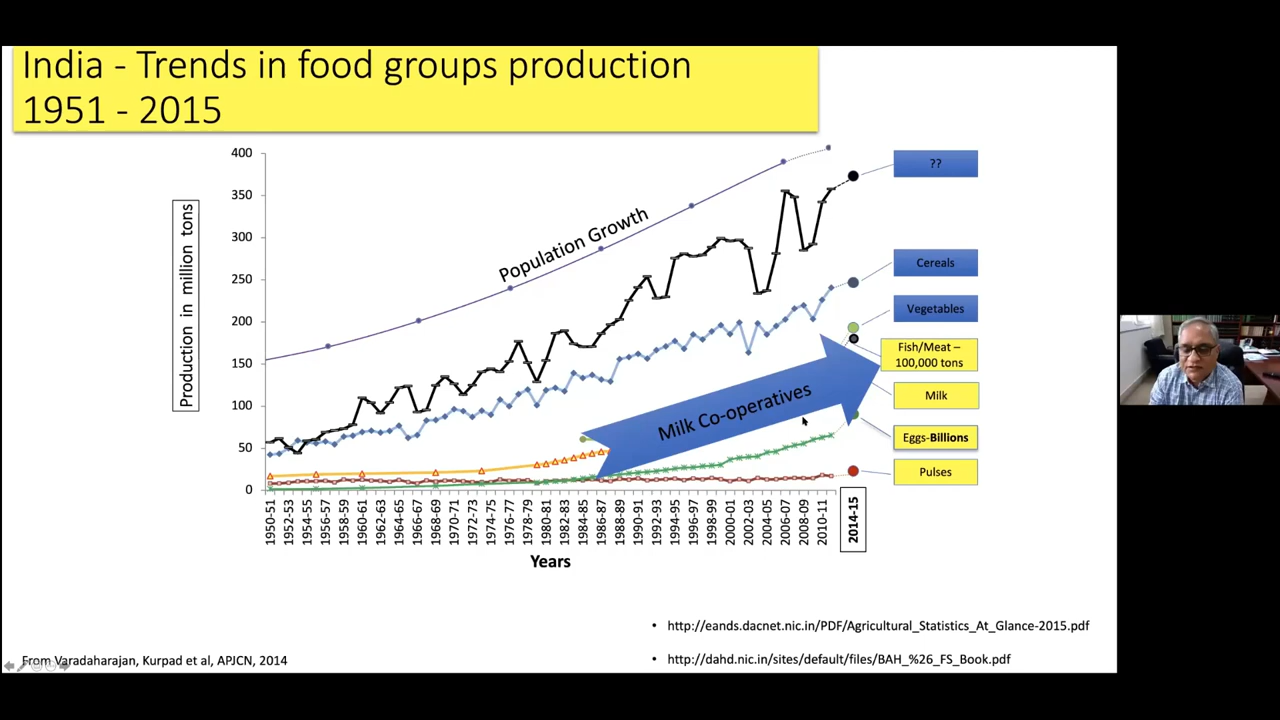 India - Trends in food groups production
1951 - 2015
Production in million tons
400
350
300
250
200
150
100
50
0
Population Growth
Milk Co-operatives
??
Cereals
Vegetables
Fish/Meat –
100,000 tons
Milk
Eggs-Billions
Pulses
1950-51
1952-53
1954-55
1956-57
1958-59
1960-61
1962-63
1964-65
1966-67
1968-69
1970-71
1972-73
1974-75
1976-77
1978-79
1980-81
1982-83
1984-85
1986-87
1988-89
1990-91
1992-93
1994-95
1996-97
1998-99
2000-01
2002-03
2004-05
2006-07
2008-09
2010-11
2014-15
Years
• http://eands.dacnet.nic.in/PDF/Agricultural_Statistics_At_Glance-2015.pdf
From Varadaharajan, Kurpad et al, APJCN, 2014
• http://dahd.nic.in/sites/default/files/BAH_%26_FS_Book.pdf